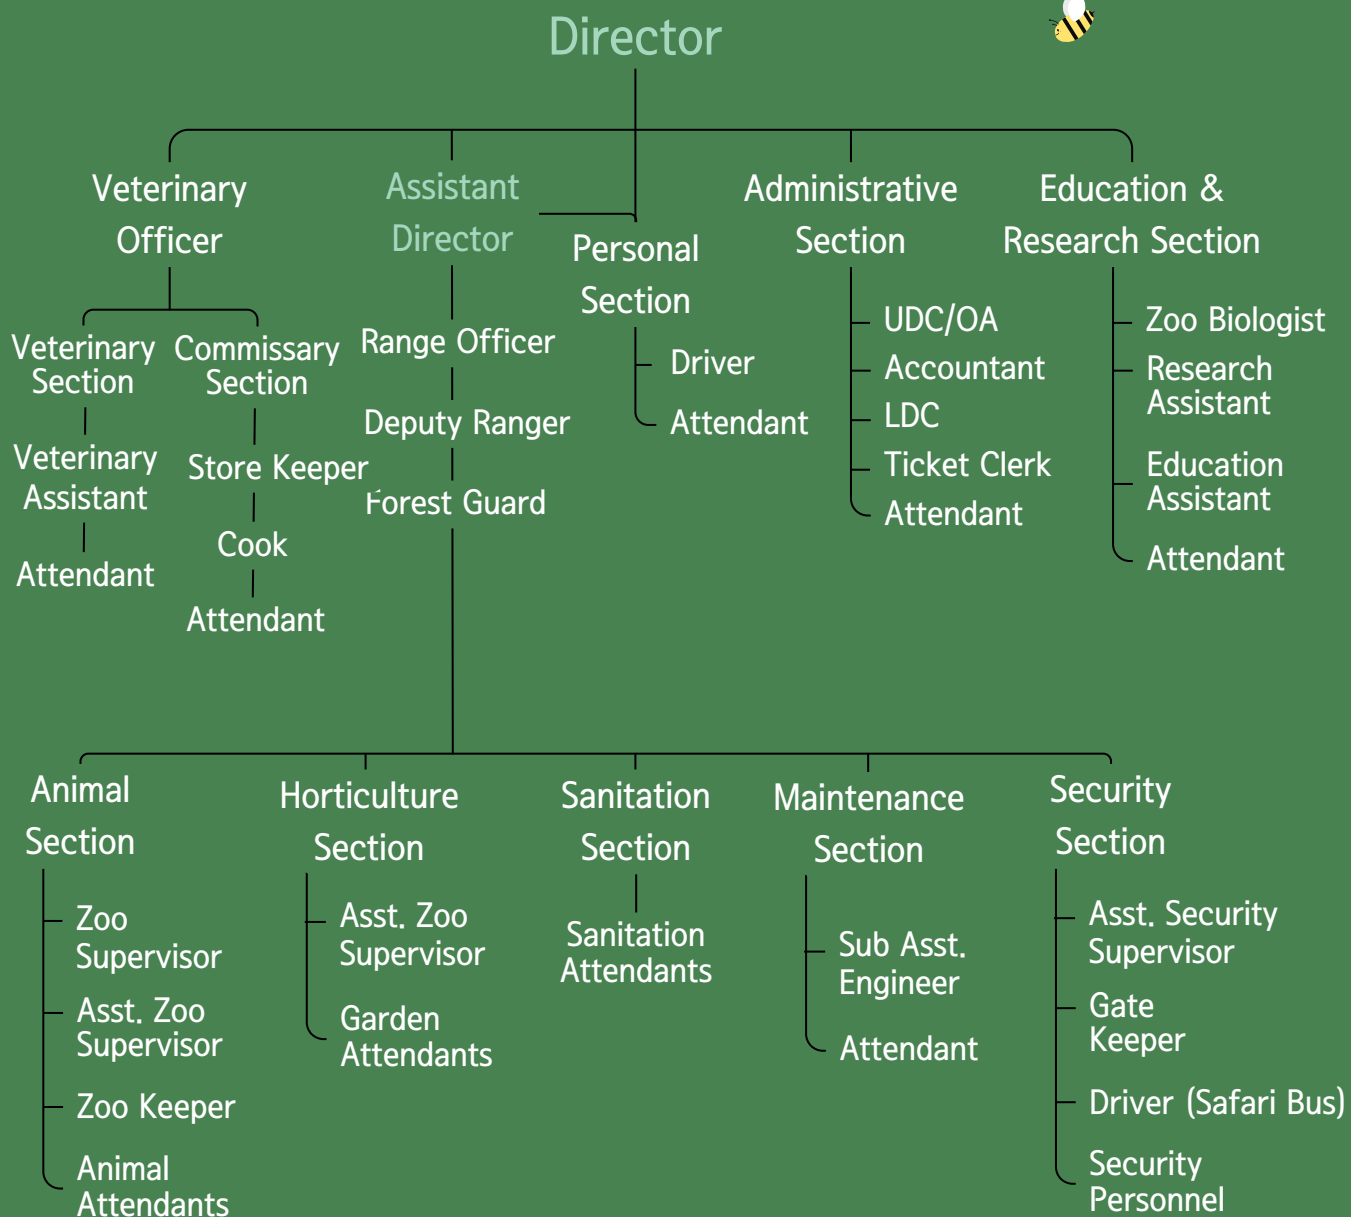 Director
Veterinary
Officer
Assistant
Director
Personal
Section
Administrative
Section
Education &
Research Section
Veterinary
Section
Veterinary
Assistant
Attendant
Commissary
Section
Store Keeper
Cook
Attendant
Range Officer
Deputy Ranger
Forest Guard
Driver
Attendant
UDC/OA
Accountant
LDC
Ticket Clerk
Attendant
Zoo Biologist
Research
Assistant
Education
Assistant
Attendant
Animal
Section
Zoo
Supervisor
Asst. Zoo
Supervisor
Zoo Keeper
Animal
Attendants
Horticulture
Section
Asst. Zoo
Supervisor
Garden
Attendants
Sanitation
Section
Sanitation
Attendants
Maintenance
Section
Sub Asst.
Engineer
Attendant
Security
Section
Asst. Security
Supervisor
Gate
Keeper
Driver (Safari Bus)
Security
Personnel